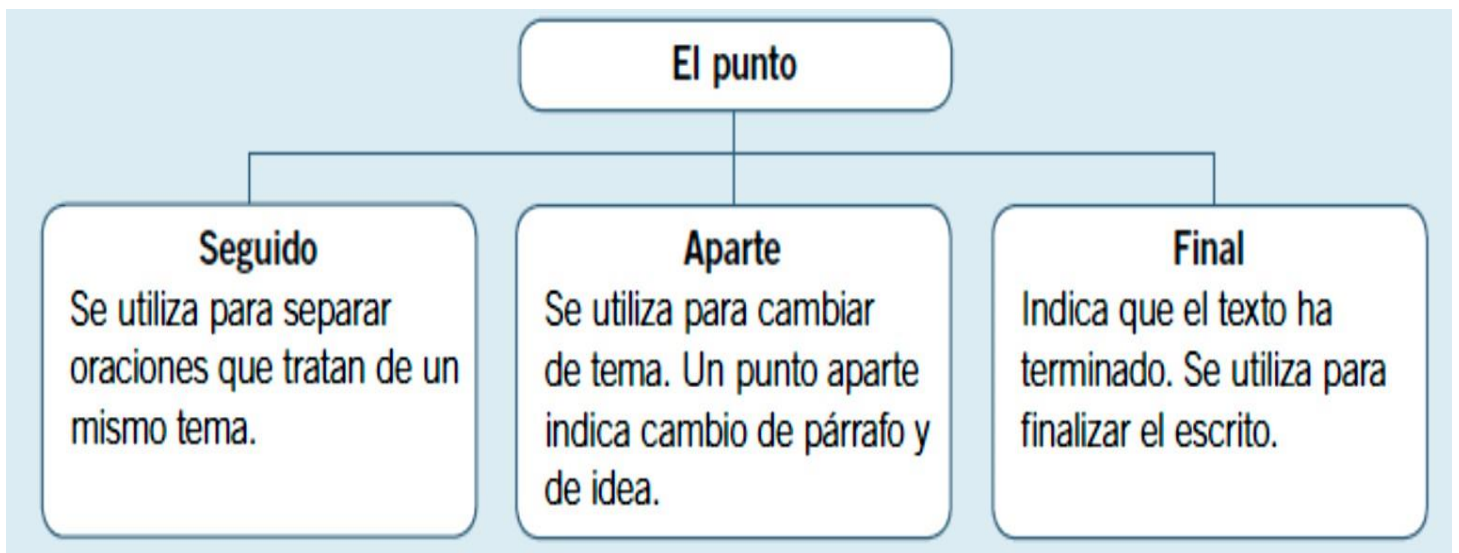 El punto
Seguido
Se utiliza para separar
oraciones que tratan de un
mismo tema.
Aparte
Se utiliza para cambiar
de tema. Un punto aparte
indica cambio de párrafo y
de idea.
Final
Indica que el texto ha
terminado. Se utiliza para
finalizar el escrito.